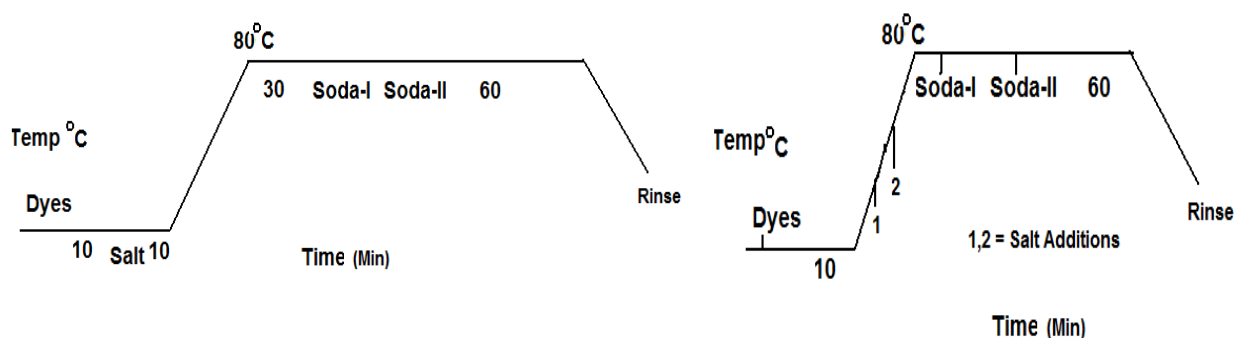 80°C
30 Soda-I Soda-II 60
Temp °C
Dyes
10 Salt 10
Time (Min)
Rinse
80°C
Soda-I Soda-II 60
Temp°C
2
1
Dyes
10
1,2 = Salt Additions
Rinse
Time (Min)